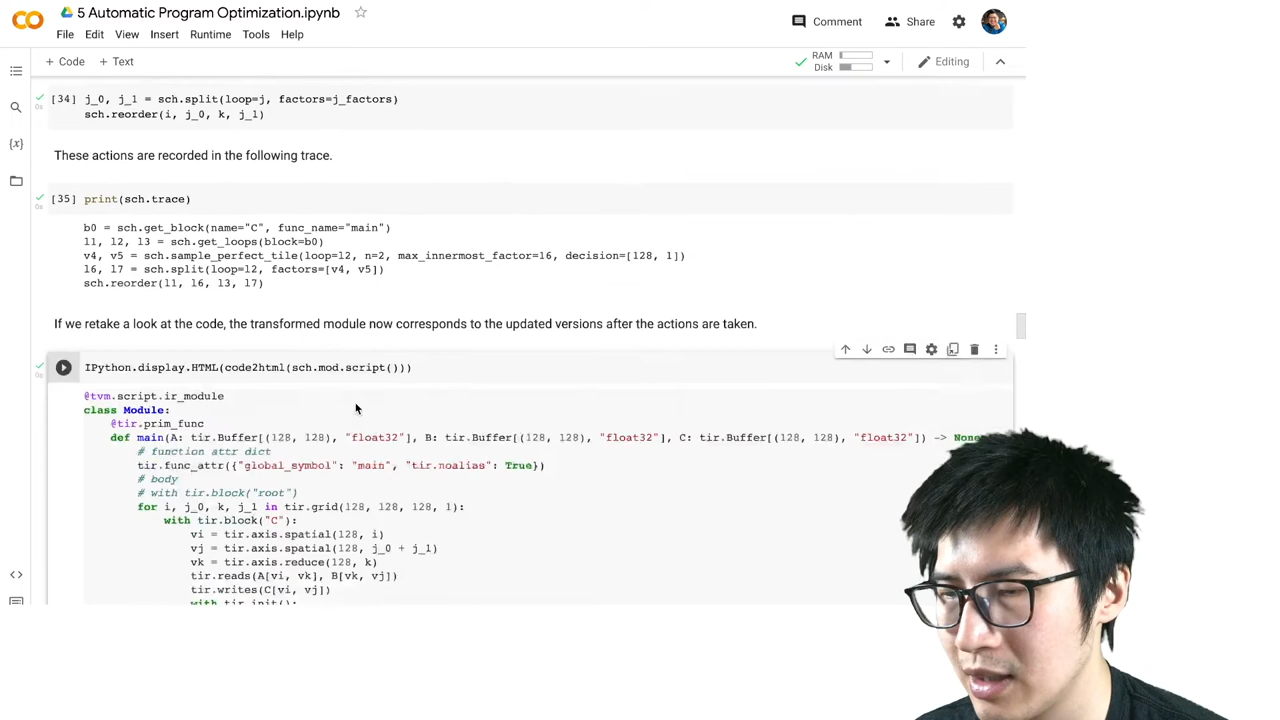 5 Automatic Program Optimization.ipynb
File Edit View Insert Runtime Tools Help
Comment Share
+ Code + Text
RAM
Disk
Editing
[34] j_0, j_1 = sch.split(loop=j, factors=j_factors)
sch.reorder(i, j_0, k, j_1)
These actions are recorded in the following trace.
[35] print(sch.trace)
b0 = sch.get_block(name="C", func_name="main")
l1, l2, l3 = sch.get_loops(block=b0)
v4, v5 = sch.sample_perfect_tile(loop=l2, n=2, max_innermost_factor=16, decision=[128, 1])
l6, l7 = sch.split(loop=l2, factors=[v4, v5])
sch.reorder(l1, l6, l3, l7)
If we retake a look at the code, the transformed module now corresponds to the updated versions after the actions are taken.
IPython.display.HTML(code2html(sch.mod.script()))
@tvm.script.ir_module
class Module:
@tir.prim_func
def main(A: tir.Buffer[(128, 128), "float32"], B: tir.Buffer[(128, 128), "float32"], C: tir.Buffer[(128, 128), "float32"]) -> None
# function attr dict
tir.func_attr({"global_symbol": "main", "tir.noalias": True})
# body
# with tir.block("root")
for i, j_0, k, j_1 in tir.grid(128, 128, 128, 1):
with tir.block("C"):
vi = tir.axis.spatial(128, i)
vj = tir.axis.spatial(128, j_0 + j_1)
vk = tir.axis.reduce(128, k)
tir.reads(A[vi, vk], B[vk, vj])
tir.writes(C[vi, vj])
with tir.init():